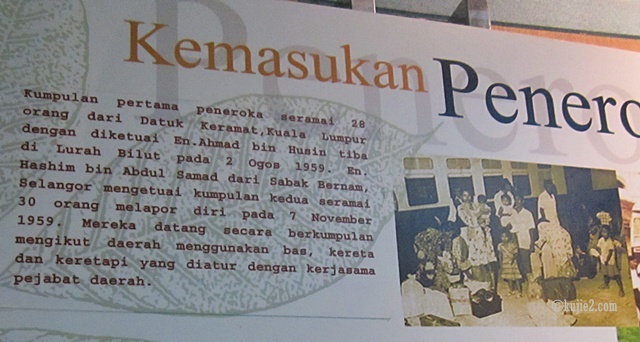 Kemasukan Penero
Kumpulan pertama peneroka seramai 28
orang dari Datuk Keramat,Kuala Lumpur
dengan diketuai En.Ahmad bin Husin tiba
di Lurah Bilut pada 2 Ogos 1959. En.
Hashim bin Abdul Samad dari Sabak Bernam,
Selangor mengetuai kumpulan kedua seramai
30 orang melapor diri pada 7 November
1959. Mereka datang secara berkumpulan
mengikut daerah menggunakan bas, kereta
dan keretapi yang diatur dengan kerjasama
pejabat daerah.
©kujie2.com